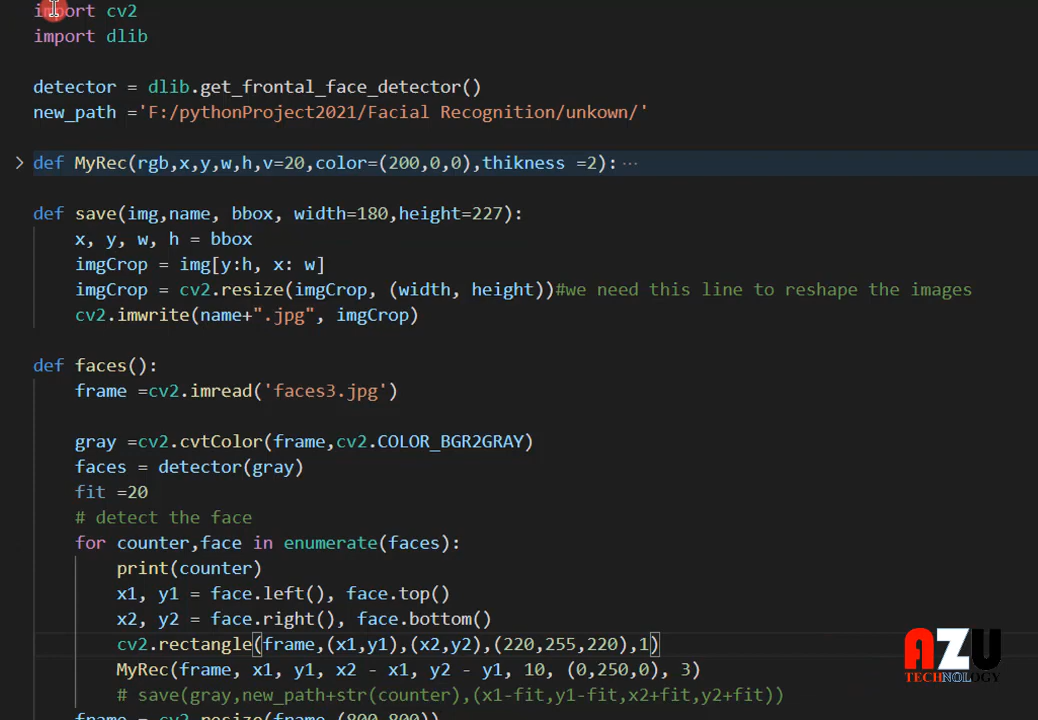 import cv2
import dlib
detector = dlib.get_frontal_face_detector()
new_path ='F:/pythonProject2021/Facial Recognition/unkown/'
def MyRec(rgb,x,y,w,h,v=20,color=(200,0,0),thikness =2):···
def save(img,name, bbox, width=180,height=227):
    x, y, w, h = bbox
    imgCrop = img[y:h, x: w]
    imgCrop = cv2.resize(imgCrop, (width, height))#we need this line to reshape the images
    cv2.imwrite(name+".jpg", imgCrop)
def faces():
    frame =cv2.imread('faces3.jpg')
    gray =cv2.cvtColor(frame,cv2.COLOR_BGR2GRAY)
    faces = detector(gray)
    fit =20
    # detect the face
    for counter,face in enumerate(faces):
        print(counter)
        x1, y1 = face.left(), face.top()
        x2, y2 = face.right(), face.bottom()
        cv2.rectangle(frame,(x1,y1),(x2,y2),(220,255,220),1)
        MyRec(frame, x1, y1, x2 - x1, y2 - y1, 10, (0,250,0), 3)
        # save(gray,new_path+str(counter),(x1-fit,y1-fit,x2+fit,y2+fit))
    frame = cv2.resize(frame,(800,800))
AZU
TECHNOLOGY